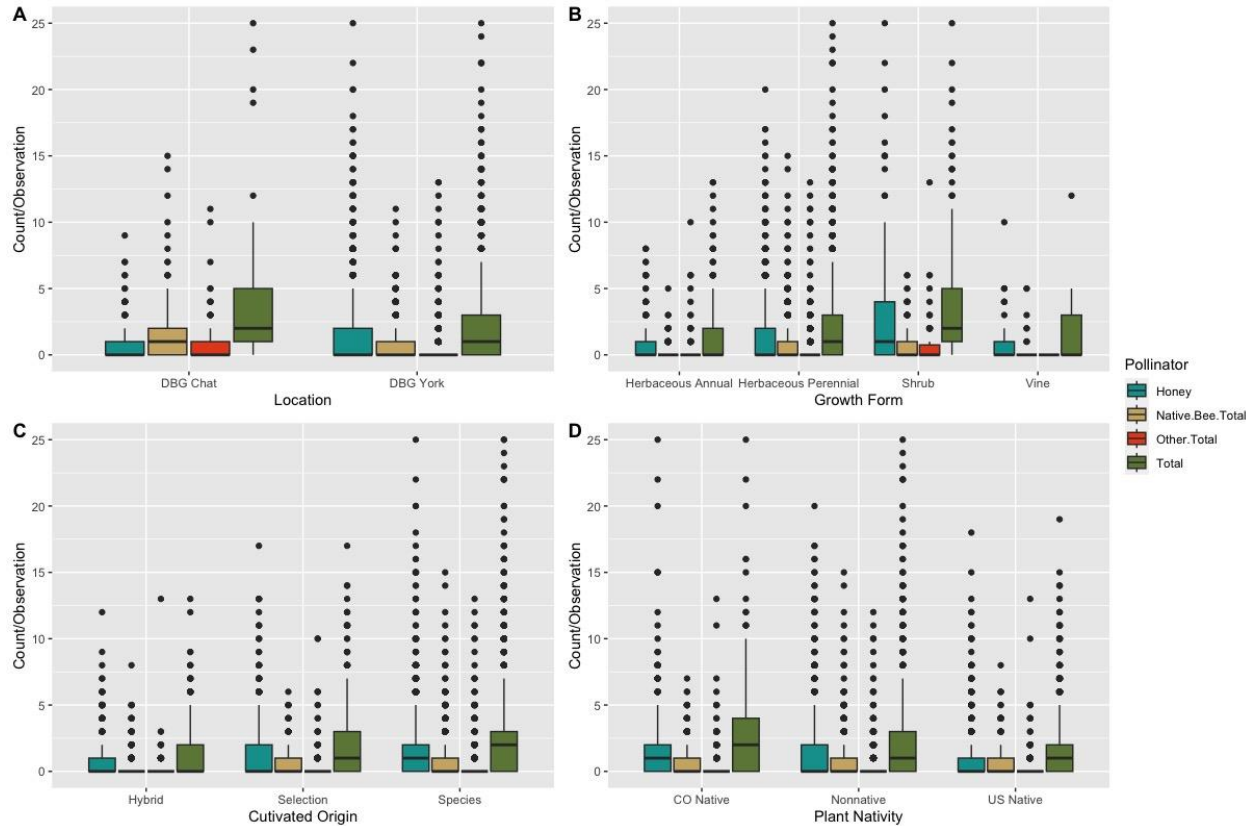 A
Count/Observation
25
20
15
10
5
0
DBG Chat DBG York
Location
B
Count/Observation
25
20
15
10
5
0
Herbaceous Annual Herbaceous Perennial Shrub Vine
Growth Form
Pollinator
Honey
Native.Bee.Total
Other.Total
Total
C
Count/Observation
25
20
15
10
5
0
Hybrid Selection Species
Cutivated Origin
D
Count/Observation
25
20
15
10
5
0
CO Native Nonnative US Native
Plant Nativity